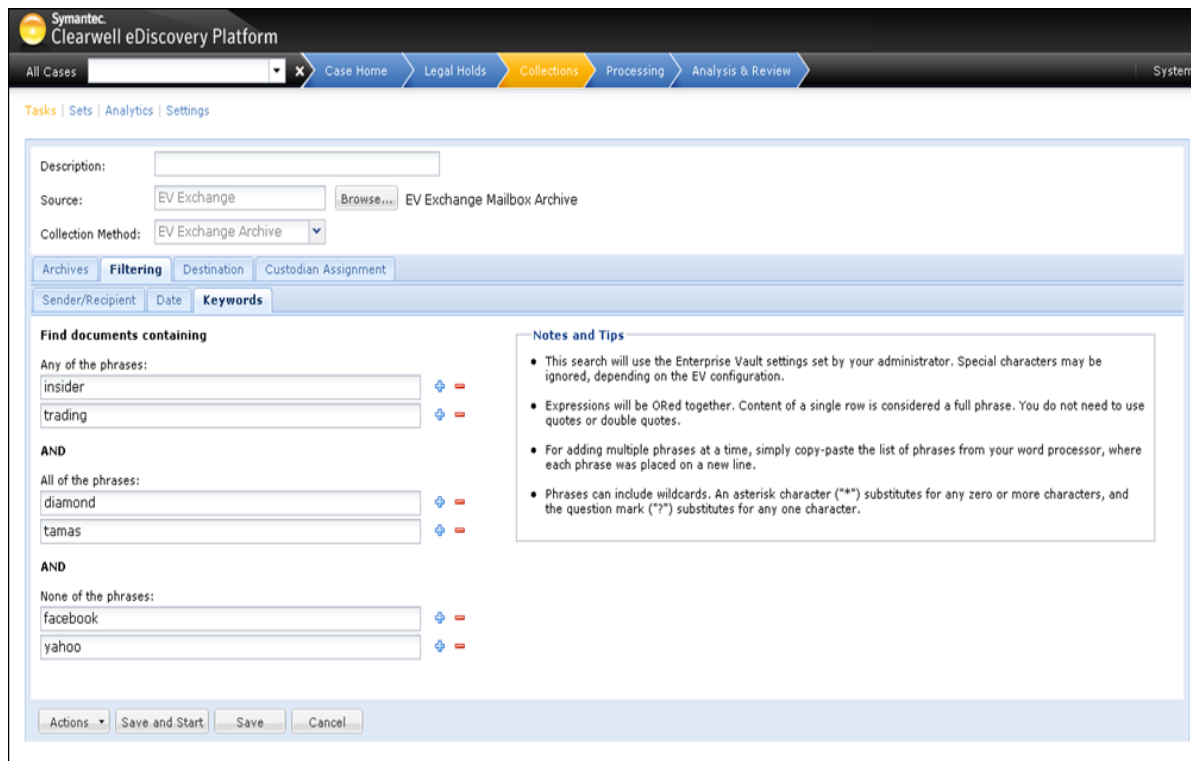 Symantec.
Clearwell eDiscovery Platform
All Cases X Case Home Legal Holds Collections Processing Analysis & Review System
Tasks | Sets | Analytics | Settings
Description:
Source: EV Exchange Browse... EV Exchange Mailbox Archive
Collection Method: EV Exchange Archive
Archives Filtering Destination Custodian Assignment
Sender/Recipient Date Keywords
Find documents containing
Any of the phrases:
insider
trading
AND
All of the phrases:
diamond
tamas
AND
None of the phrases:
facebook
yahoo
Notes and Tips
• This search will use the Enterprise Vault settings set by your administrator. Special characters may be
ignored, depending on the EV configuration.
• Expressions will be ORed together. Content of a single row is considered a full phrase. You do not need to use
quotes or double quotes.
• For adding multiple phrases at a time, simply copy-paste the list of phrases from your word processor, where
each phrase was placed on a new line.
• Phrases can include wildcards. An asterisk character ("*") substitutes for any zero or more characters, and
the question mark ("?") substitutes for any one character.
Actions Save and Start Save Cancel